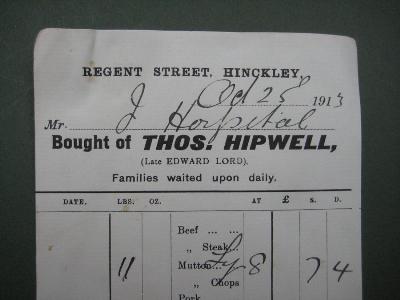 REGENT STREET, HINCKLEY,
Oct 28 1913
Mr. J Hospital
Bought of THOS. HIPWELL,
(Late EDWARD LORD).
Families waited upon daily.
DATE. LBS. OZ. AT £ S. D.
Beef ... ...
„ Steak...
11 Mutton... 8 7 4
„ Chops
Pork